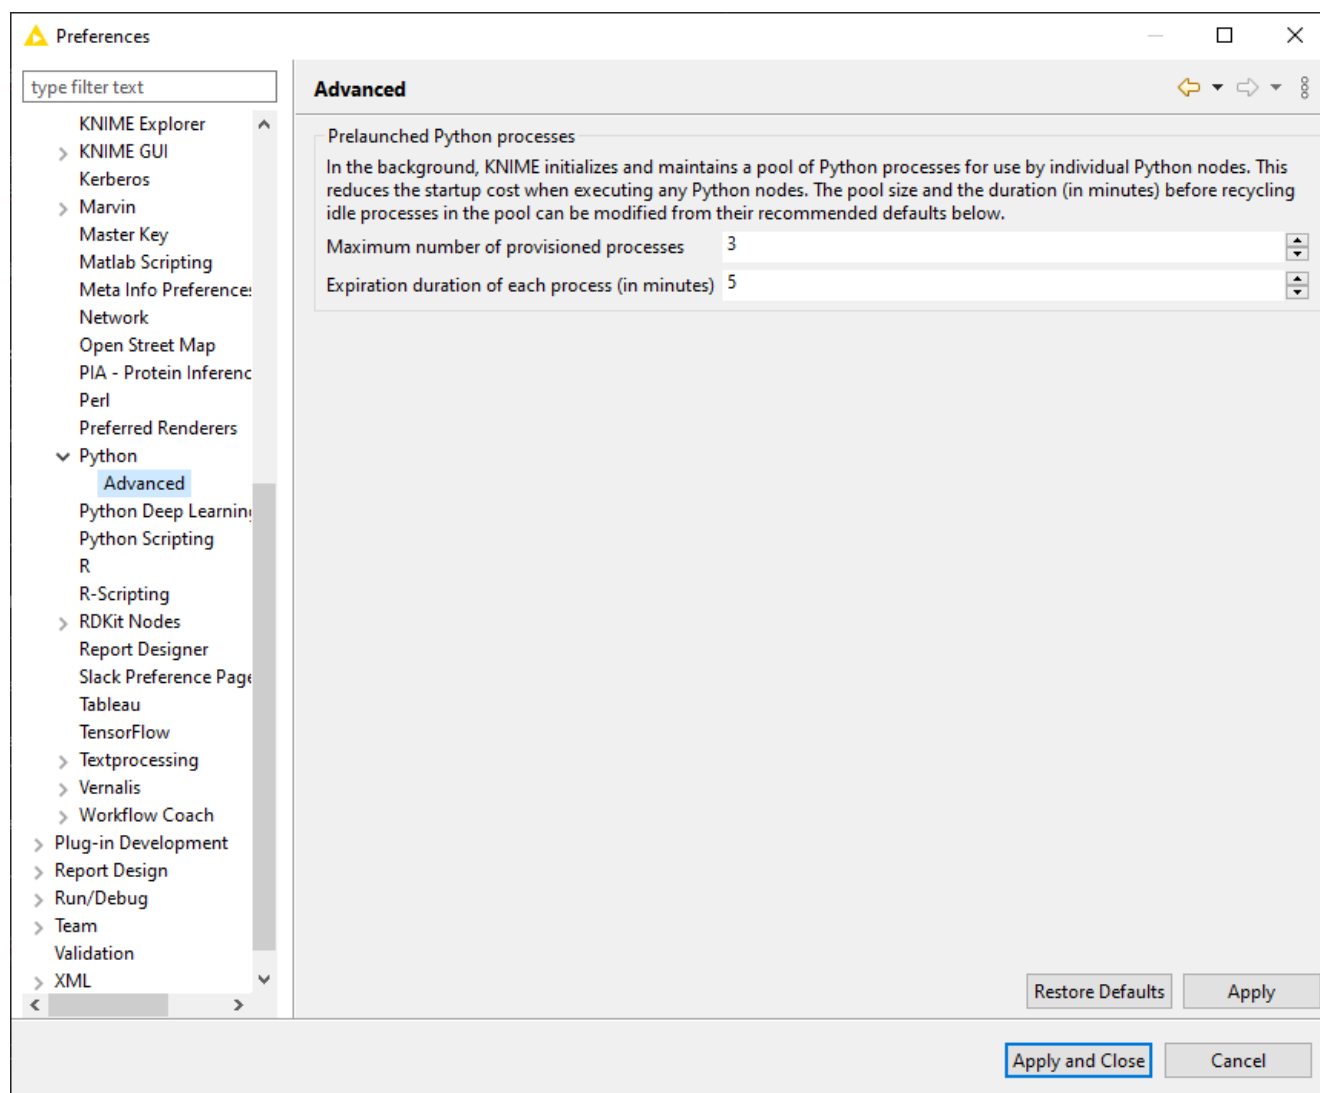 Preferences
type filter text
KNIME Explorer
KNIME GUI
Kerberos
Marvin
Master Key
Matlab Scripting
Meta Info Preferences
Network
Open Street Map
PIA - Protein Inferenc
Perl
Preferred Renderers
Python
Advanced
Python Deep Learning
Python Scripting
R
R-Scripting
RDKit Nodes
Report Designer
Slack Preference Page
Tableau
TensorFlow
Textprocessing
Vernalis
Workflow Coach
Plug-in Development
Report Design
Run/Debug
Team
Validation
XML
Advanced
Prelaunched Python processes
In the background, KNIME initializes and maintains a pool of Python processes for use by individual Python nodes. This
reduces the startup cost when executing any Python nodes. The pool size and the duration (in minutes) before recycling
idle processes in the pool can be modified from their recommended defaults below.
Maximum number of provisioned processes 3
Expiration duration of each process (in minutes) 5
Restore Defaults Apply
Apply and Close Cancel